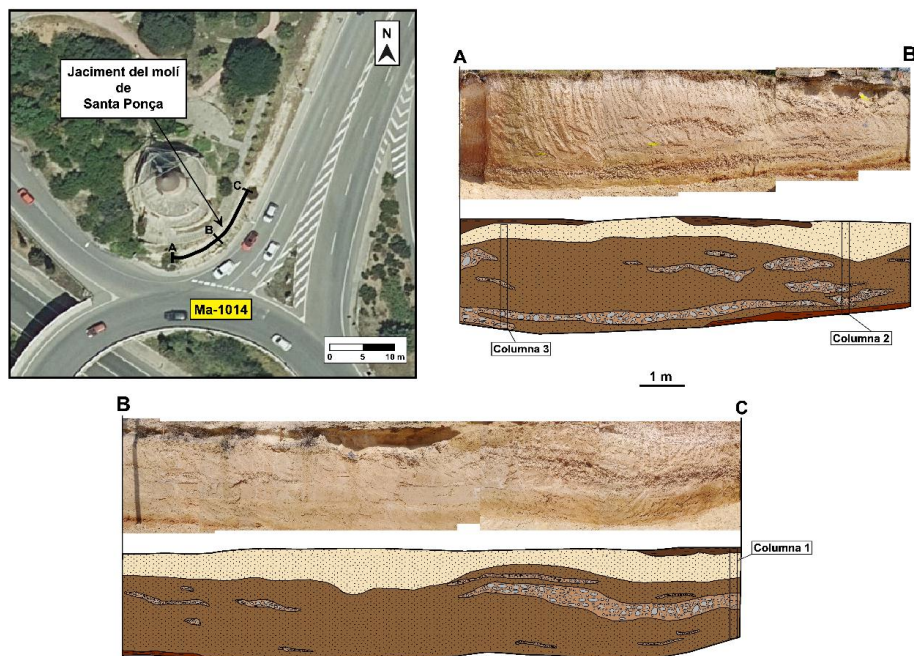 Jaciment del molí
de
Santa Ponça
N
A
B
C
Ma-1014
0 5 10 m
A
B
Columna 3
Columna 2
1 m
B
C
Columna 1